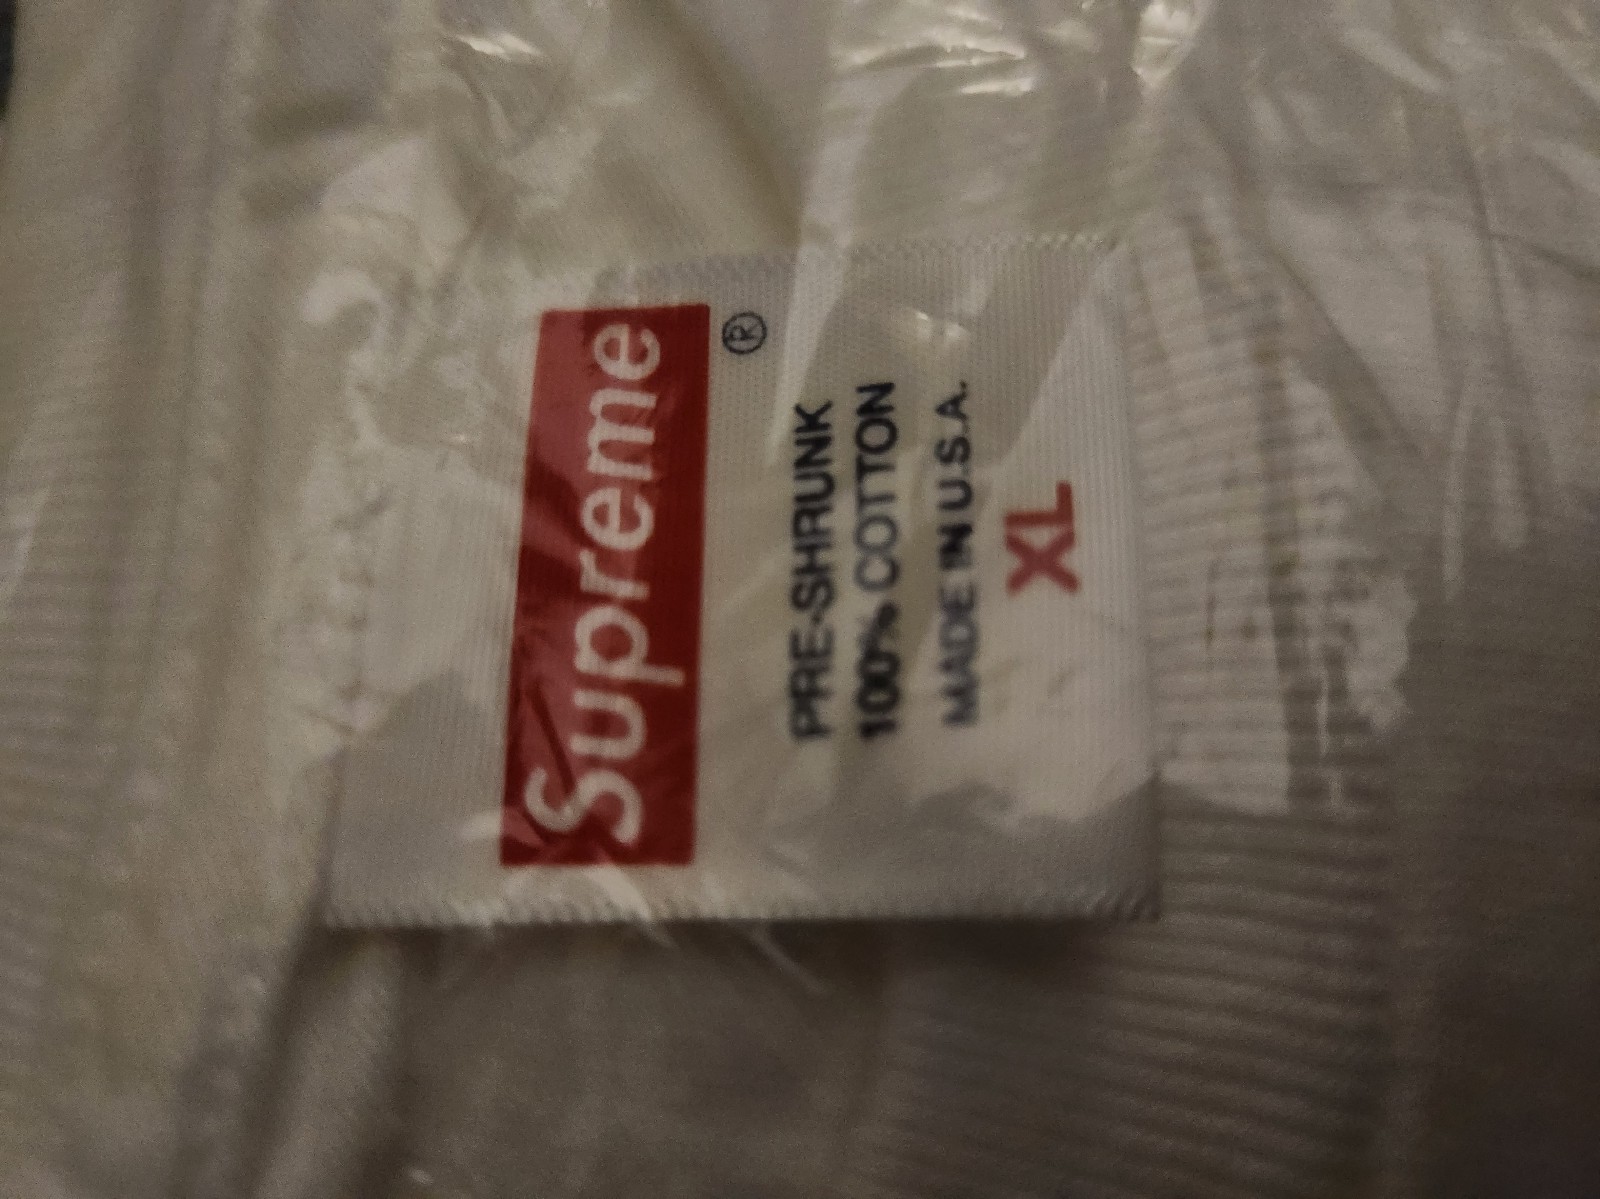 Supreme
®
PRE-SHRUNK
100% COTTON
MADE IN U.S.A.
XL